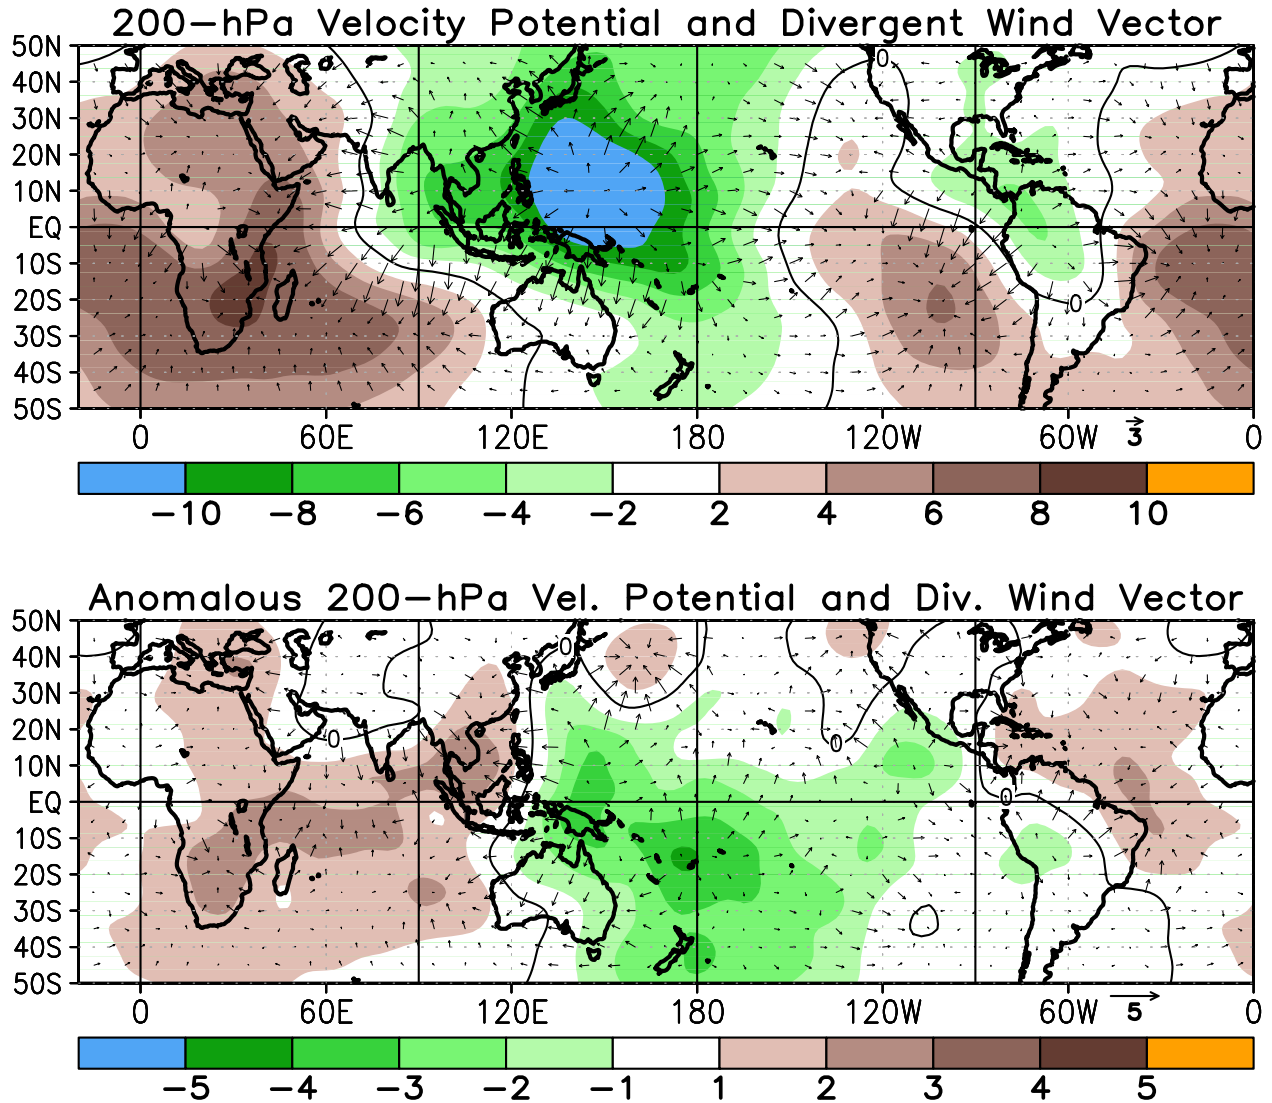 200-hPa Velocity Potential and Divergent Wind Vector
50N
40N
30N
20N
10N
EQ
10S
20S
30S
40S
50S
0
0
0 60E 120E 180 120W 60W 0
3
-10 -8 -6 -4 -2 2 4 6 8 10
Anomalous 200-hPa Vel. Potential and Div. Wind Vector
50N
40N
30N
20N
10N
EQ
10S
20S
30S
40S
50S
0
0
0
0
0 60E 120E 180 120W 60W 0
5
-5 -4 -3 -2 -1 1 2 3 4 5